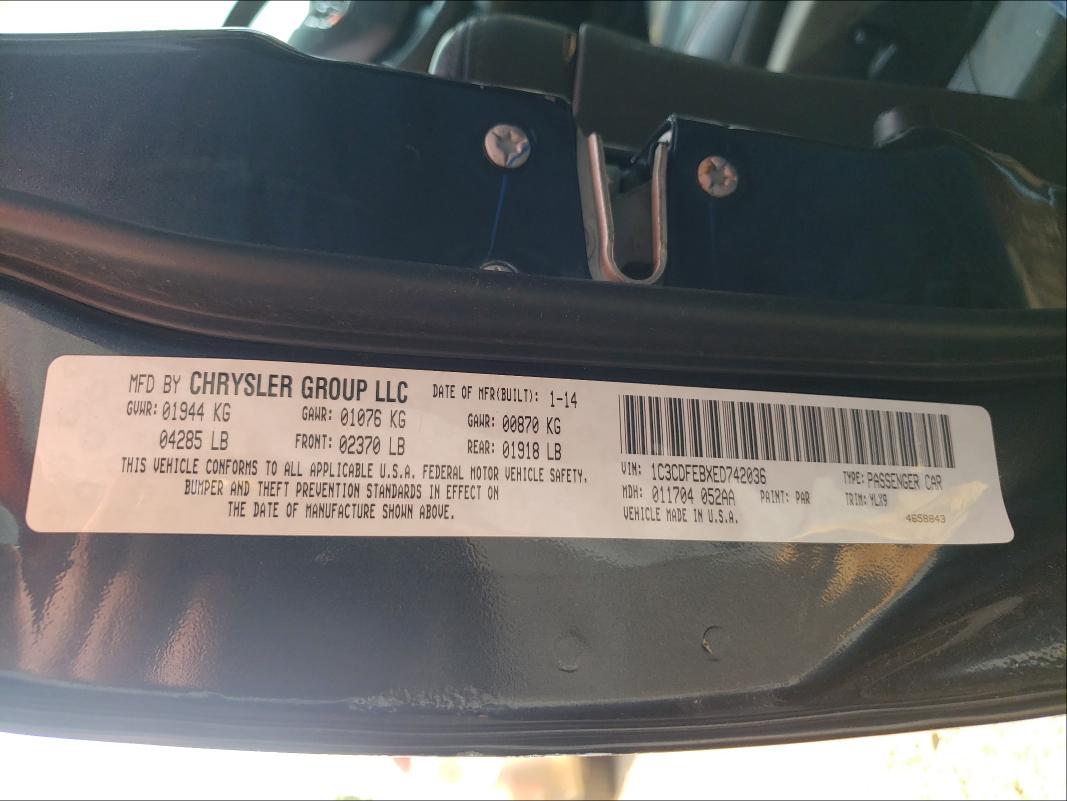 MFD BY CHRYSLER GROUP LLC DATE OF MFR(BUILT): 1-14
GVWR: 01944 KG GAWR: 01076 KG GAWR: 00870 KG
04285 LB FRONT: 02370 LB REAR: 01918 LB
THIS VEHICLE CONFORMS TO ALL APPLICABLE U.S.A. FEDERAL MOTOR VEHICLE SAFETY,
BUMPER AND THEFT PREVENTION STANDARDS IN EFFECT ON
THE DATE OF MANUFACTURE SHOWN ABOVE.
VIN: 1C3CDFEBXED742036 TYPE: PASSENGER CAR
MDH: 011704 052AA PAINT: PAR TRIM: YLX9
VEHICLE MADE IN U.S.A. 4658843